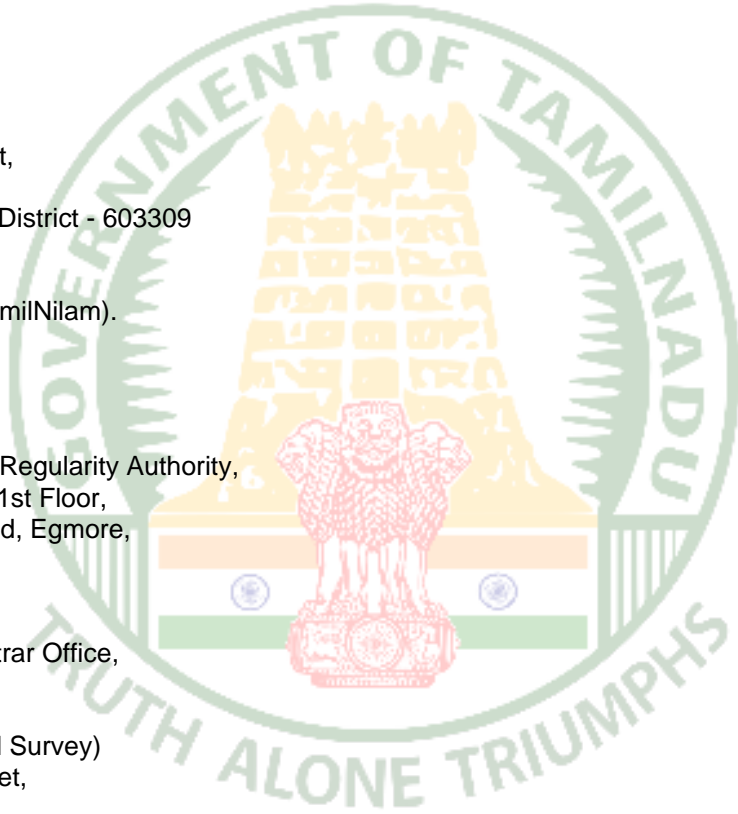 GOVERNMENT OF TAMILNADU
t,
District - 603309
milNilam).
Regularity Authority,
1st Floor,
d, Egmore,
trar Office,
l Survey)
et,
TRUTH ALONE TRIUMPHS